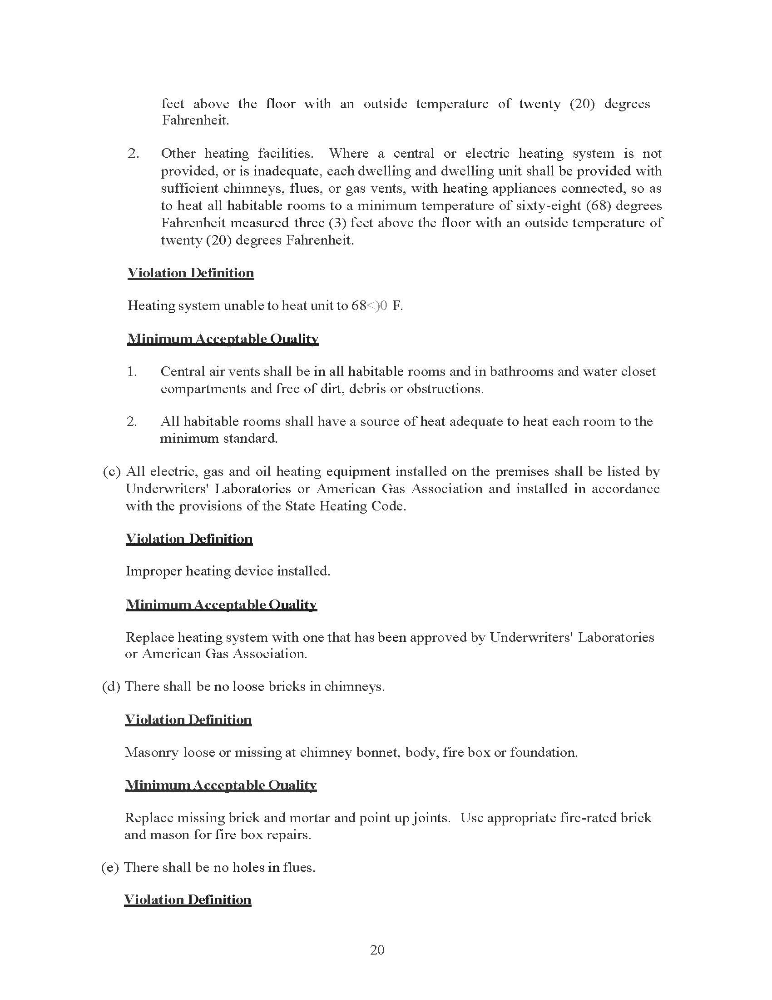 feet above the floor with an outside temperature of twenty (20) degrees
Fahrenheit.
2. Other heating facilities. Where a central or electric heating system is not
provided, or is inadequate, each dwelling and dwelling unit shall be provided with
sufficient chimneys, flues, or gas vents, with heating appliances connected, so as
to heat all habitable rooms to a minimum temperature of sixty-eight (68) degrees
Fahrenheit measured three (3) feet above the floor with an outside temperature of
twenty (20) degrees Fahrenheit.
Violation Definition
Heating system unable to heat unit to 68<)0 F.
Minimum Acceptable Quality
1. Central air vents shall be in all habitable rooms and in bathrooms and water closet
compartments and free of dirt, debris or obstructions.
2. All habitable rooms shall have a source of heat adequate to heat each room to the
minimum standard.
(c) All electric, gas and oil heating equipment installed on the premises shall be listed by
Underwriters' Laboratories or American Gas Association and installed in accordance
with the provisions of the State Heating Code.
Violation Definition
Improper heating device installed.
Minimum Acceptable Quality
Replace heating system with one that has been approved by Underwriters' Laboratories
or American Gas Association.
(d) There shall be no loose bricks in chimneys.
Violation Definition
Masonry loose or missing at chimney bonnet, body, fire box or foundation.
Minimum Acceptable Quality
Replace missing brick and mortar and point up joints. Use appropriate fire-rated brick
and mason for fire box repairs.
(e) There shall be no holes in flues.
Violation Definition
20